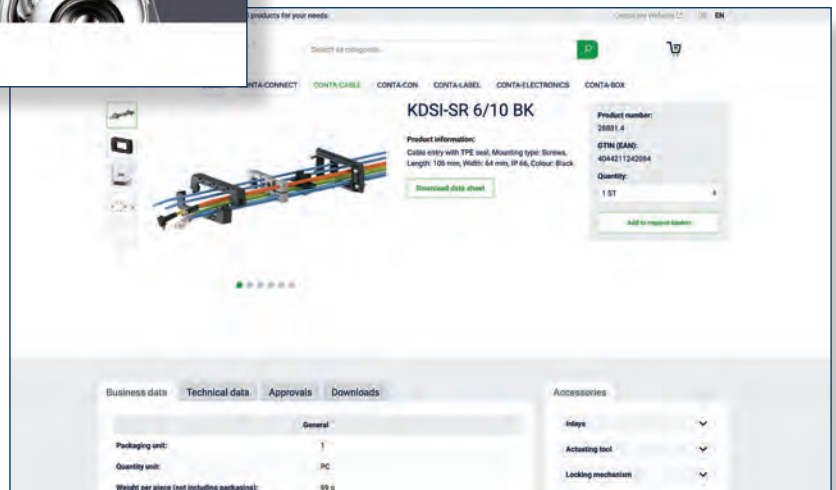 products for your needs
Corporate Website
DE
EN
Search all categories
CONTA-CONNECT
CONTA-CABLE
CONTA-CON
CONTA-LABEL
CONTA-ELECTRONICS
CONTA-BOX
KDSI-SR 6/10 BK
Product information:
Cable entry with TPE seal, Mounting type: Screws,
Length: 106 mm, Width: 64 mm, IP 66, Colour: Black
Download data sheet
Product number:
28831.4
GTIN (EAN):
4044211242084
Quantity:
1 ST
Add to request basket
Business data
Technical data
Approvals
Downloads
General
Packaging unit:
1
Quantity unit:
PC
Weight per piece (not including packaging):
69 g
Accessories
Inlays
Actuating tool
Locking mechanism